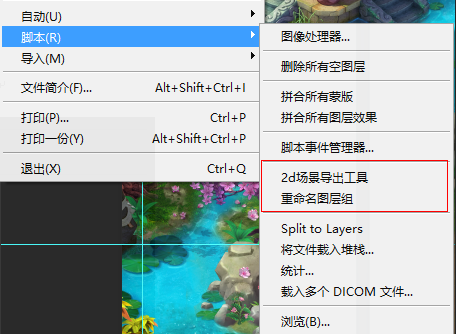 自动(U)
脚本(R)
导入(M)
文件简介(F)... Alt+Shift+Ctrl+I
打印(P)... Ctrl+P
打印一份(Y) Alt+Shift+Ctrl+P
退出(X) Ctrl+Q
图像处理器...
删除所有空图层
拼合所有蒙版
拼合所有图层效果
脚本事件管理器...
2d场景导出工具
重命名图层组
Split to Layers
将文件载入堆栈...
统计...
载入多个 DICOM 文件...
浏览(B)...